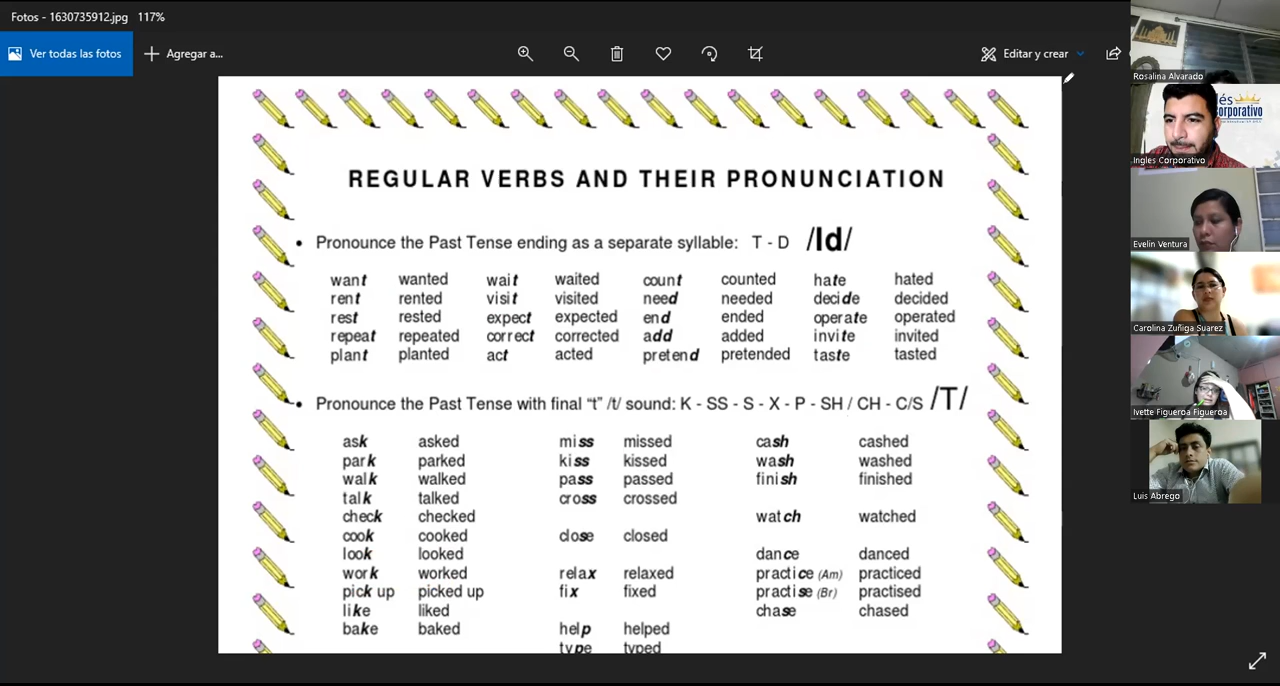 Fotos - 1630735912.jpg 117%
Ver todas las fotos
Agregar a...
Editar y crear
REGULAR VERBS AND THEIR PRONUNCIATION
• Pronounce the Past Tense ending as a separate syllable: T - D /Id/
want wanted wait waited count counted hate hated
rent rented visit visited need needed decide decided
rest rested expect expected end ended operate operated
repeat repeated correct corrected add added invite invited
plant planted act acted pretend pretended taste tasted
• Pronounce the Past Tense with final “t” /t/ sound: K - SS - S - X - P - SH / CH - C/S /T/
ask asked miss missed cash cashed
park parked kiss kissed wash washed
walk walked pass passed finish finished
talk talked cross crossed
check checked watch watched
cook cooked close closed
look looked dance danced
work worked relax relaxed practice (Am) practiced
pick up picked up fix fixed practise (Br) practised
like liked chase chased
bake baked help helped
type typed
Rosalina Alvarado
és
orporativo
Ingles Corporativo
Evelin Ventura
Carolina Zuñiga Suarez
Ivette Figueroa Figueroa
Luis Abrego